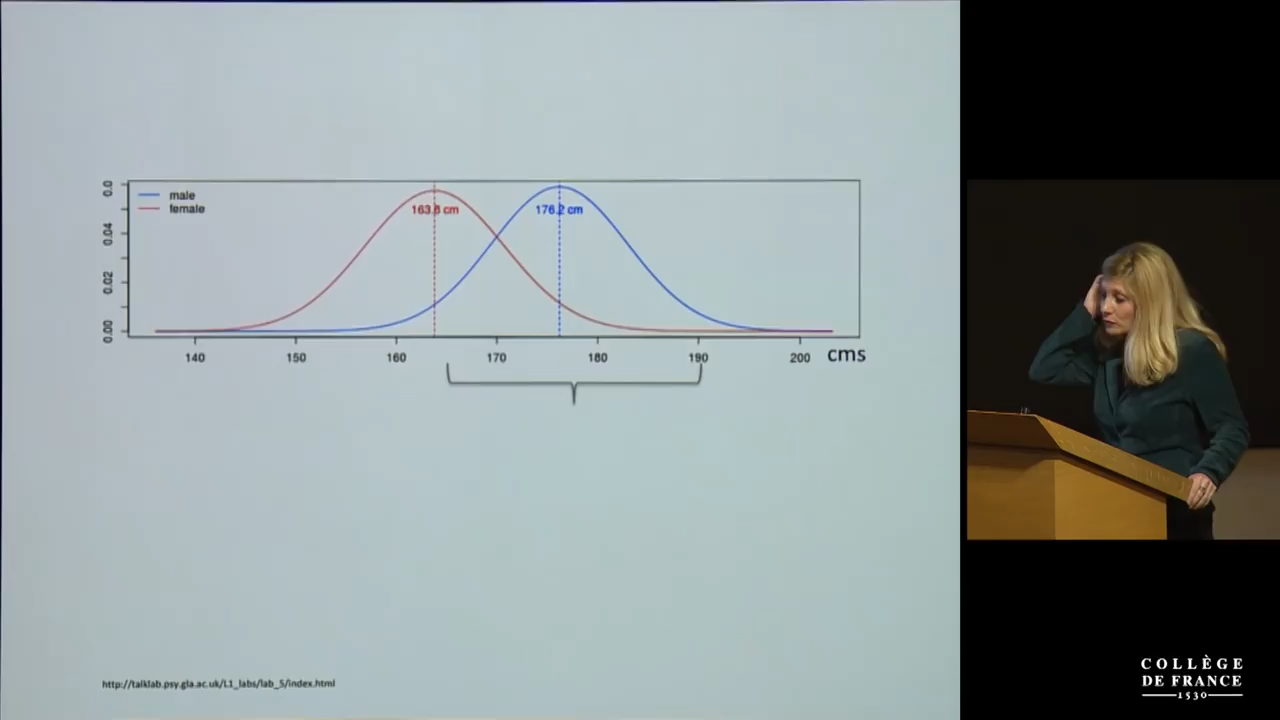 male
female
163.8 cm
176.2 cm
0.0
0.04
0.02
0.00
140 150 160 170 180 190 200 cms
http://talklab.psy.gla.ac.uk/L1_labs/lab_5/index.html
COLLÈGE
DE FRANCE
1530